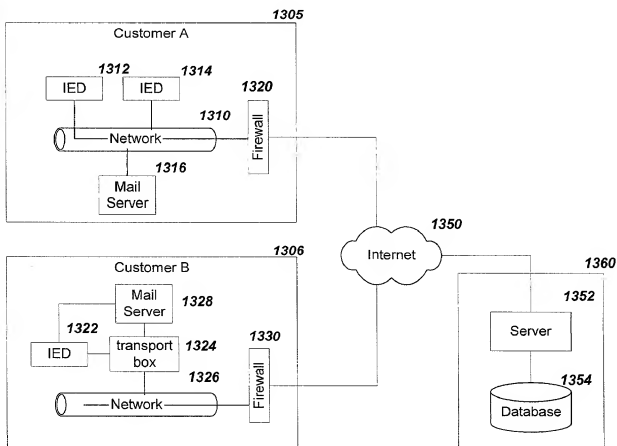 1305
Customer A
1312
1314
IED
IED
1320
1310
Network
Firewall
1316
Mail
Server
1350
Internet
1306
Customer B
1360
Mail
Server
1328
1322
1330
1352
IED
transport
box
1324
Server
1326
Firewall
1354
Network
Database